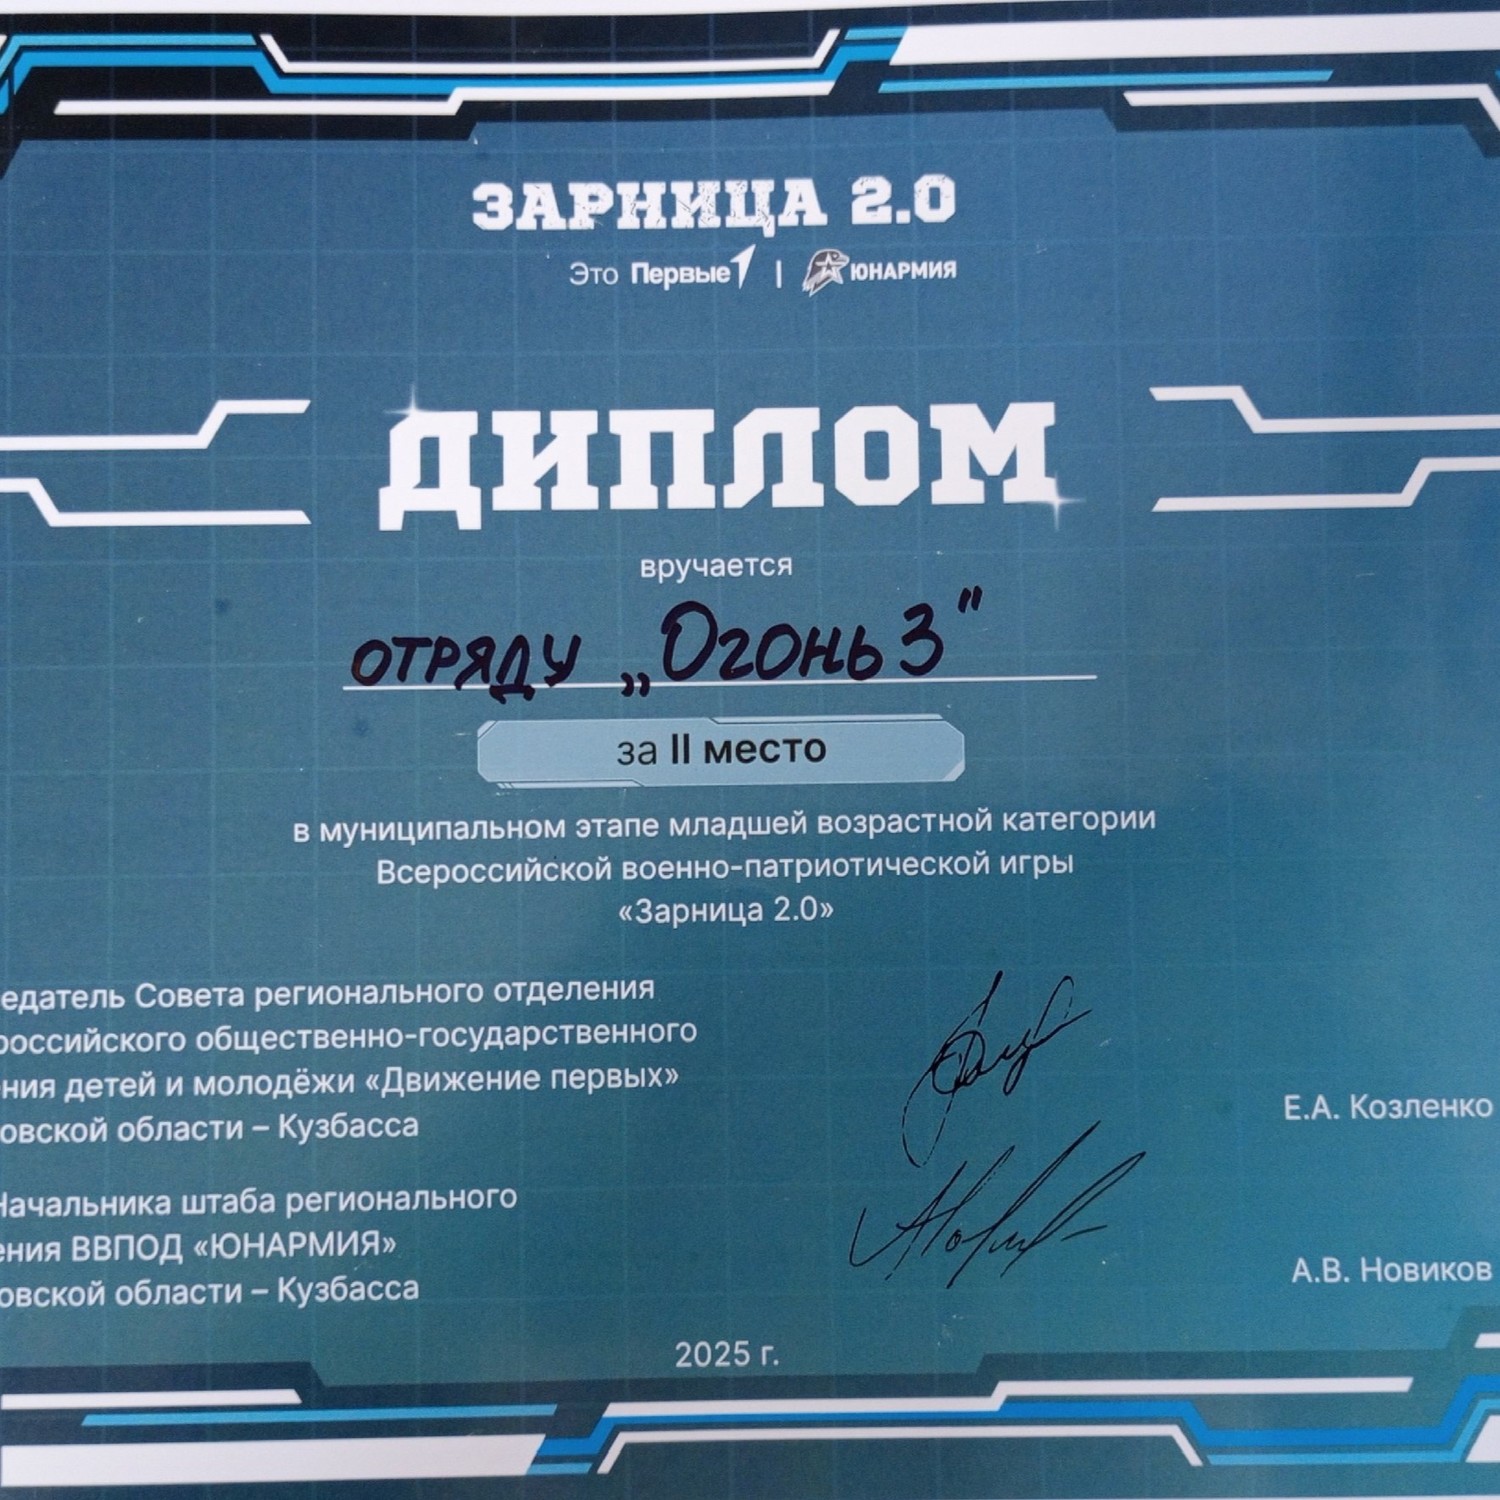 ЗАРНИЦА 2.0
Это Первые | ЮНАРМИЯ
ДИПЛОМ
вручается
отряду „Огонь 3"
за II место
в муниципальном этапе младшей возрастной категории
Всероссийской военно-патриотической игры
«Зарница 2.0»
едатель Совета регионального отделения
российского общественно-государственного
ния детей и молодёжи «Движение первых»
овской области – Кузбасса
Е.А. Козленко
Начальника штаба регионального
ения ВВПОД «ЮНАРМИЯ»
овской области – Кузбасса
А.В. Новиков
2025 г.